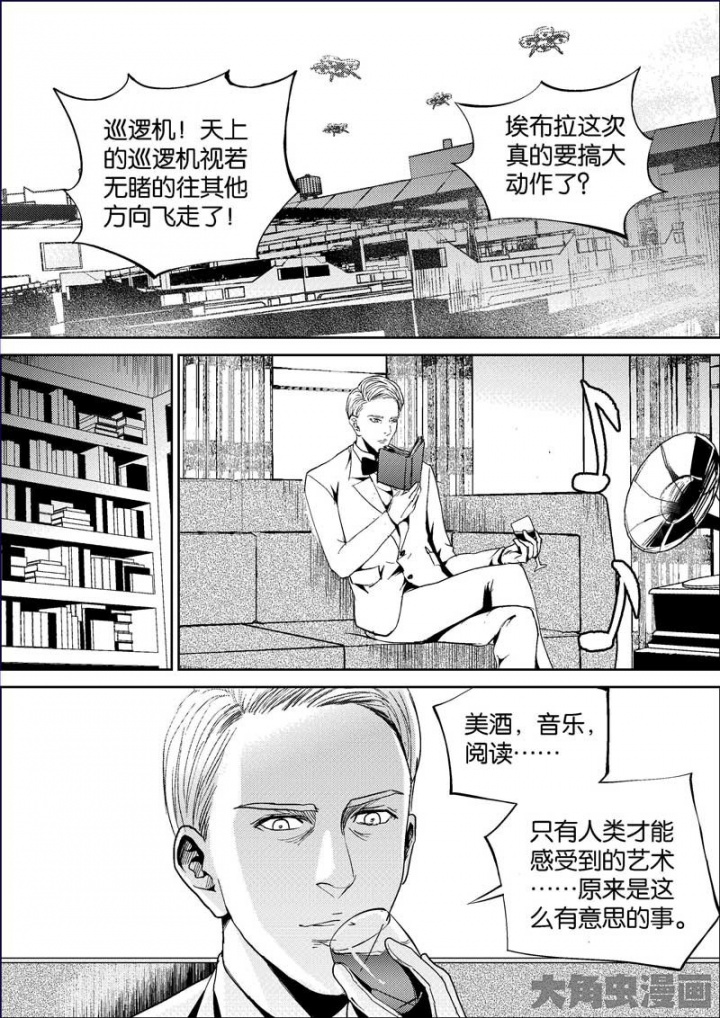 巡逻机！天上
的巡逻机视若
无睹的往其他
方向飞走了！
埃布拉这次
真的要搞大
动作了？
美酒，音乐，
阅读……
只有人类才能
感受到的艺术
……原来是这
么有意思的事。
大角虫漫画